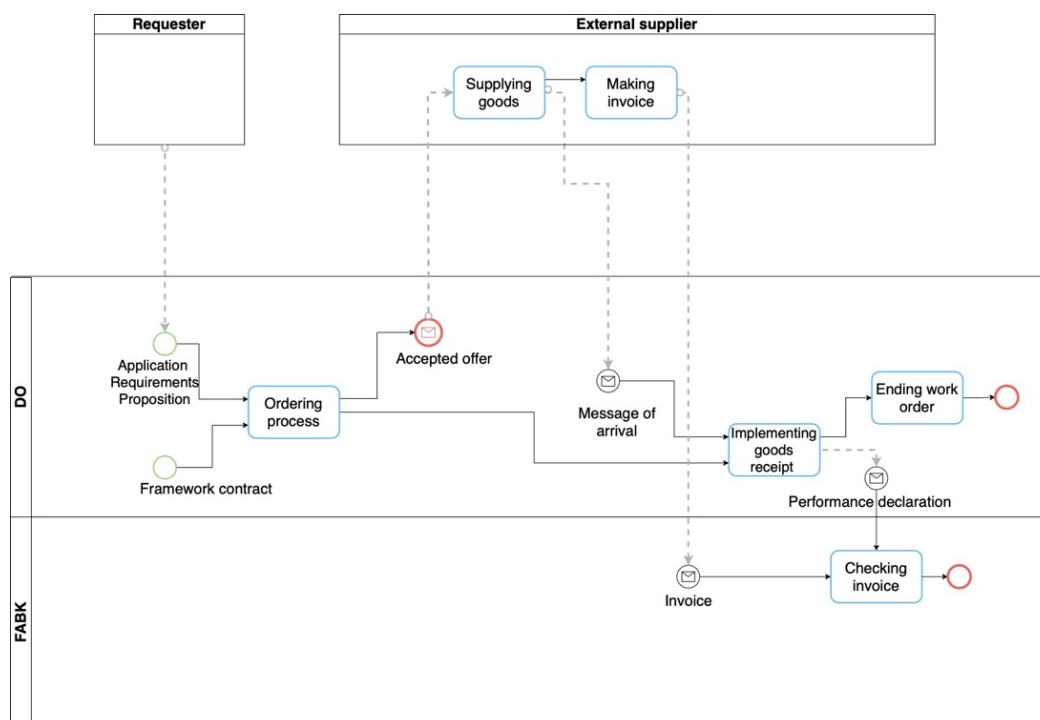 Requester
External supplier
Supplying
goods
Making
invoice
DO
Application
Requirements
Proposition
Accepted offer
Ordering
process
Framework contract
Message of
arrival
Ending work
order
Implementing
goods
receipt
Performance declaration
FABK
Invoice
Checking
invoice